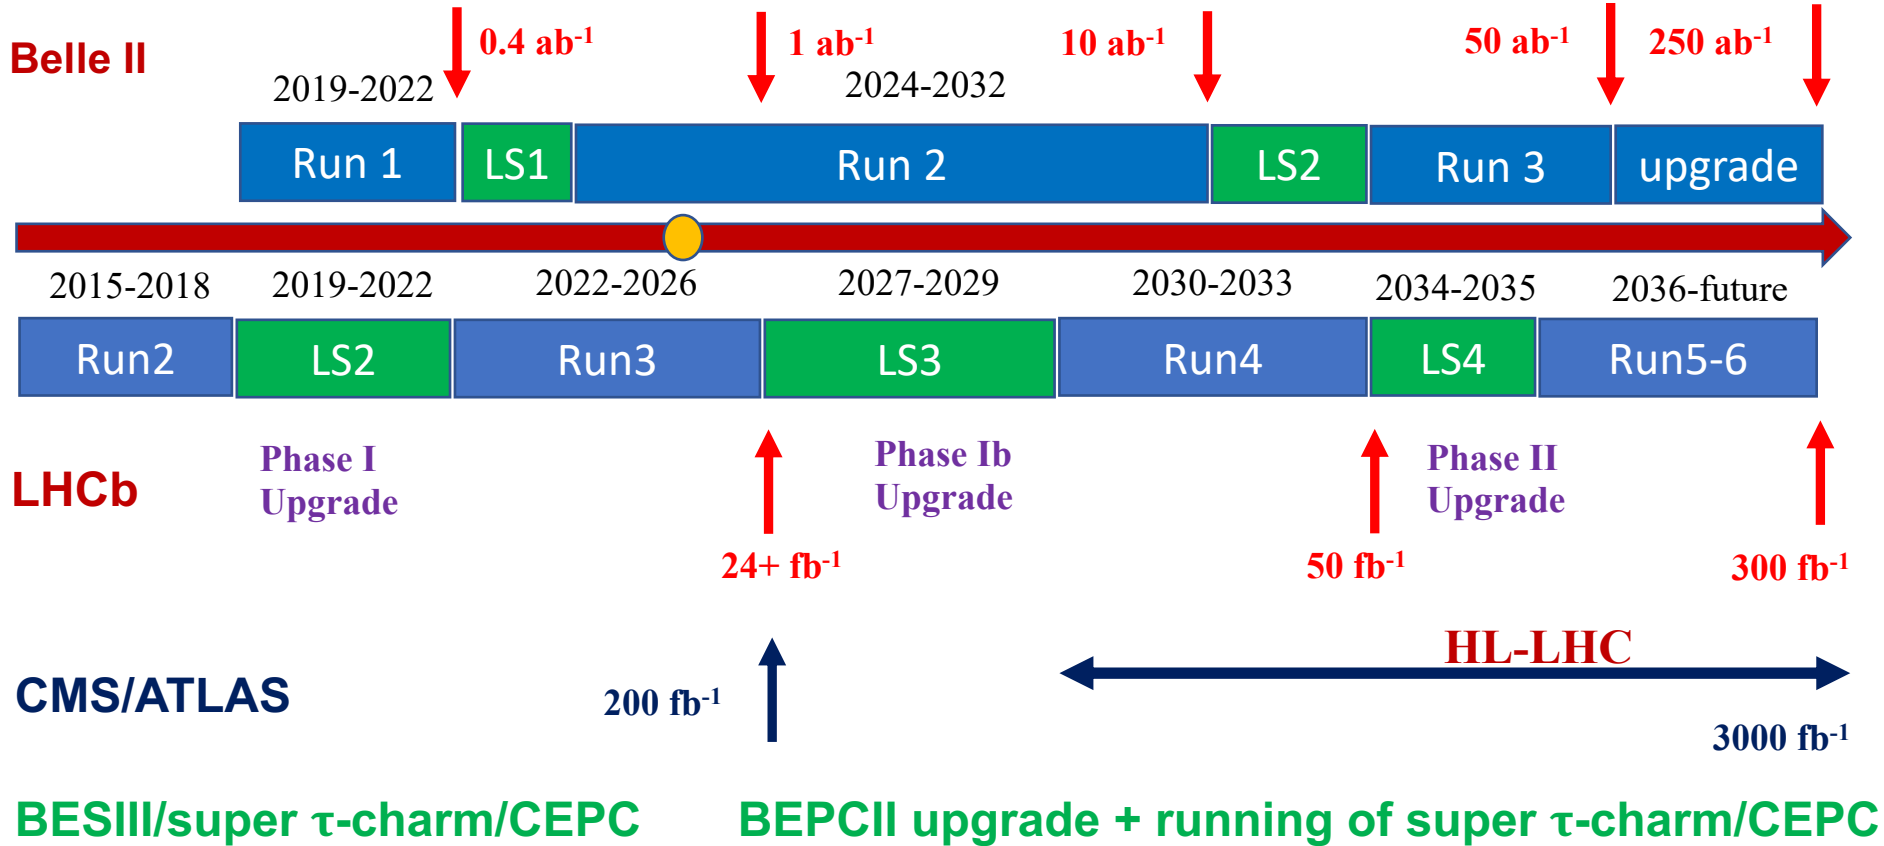 Belle II
0.4 ab⁻¹
1 ab⁻¹
10 ab⁻¹
50 ab⁻¹
250 ab⁻¹
2019-2022
2024-2032
Run 1
LS1
Run 2
LS2
Run 3
upgrade
2015-2018
2019-2022
2022-2026
2027-2029
2030-2033
2034-2035
2036-future
Run2
LS2
Run3
LS3
Run4
LS4
Run5-6
LHCb
Phase I
Upgrade
Phase Ib
Upgrade
Phase II
Upgrade
24+ fb⁻¹
50 fb⁻¹
300 fb⁻¹
CMS/ATLAS
200 fb⁻¹
HL-LHC
3000 fb⁻¹
BESIII/super τ-charm/CEPC
BEPCII upgrade + running of super τ-charm/CEPC